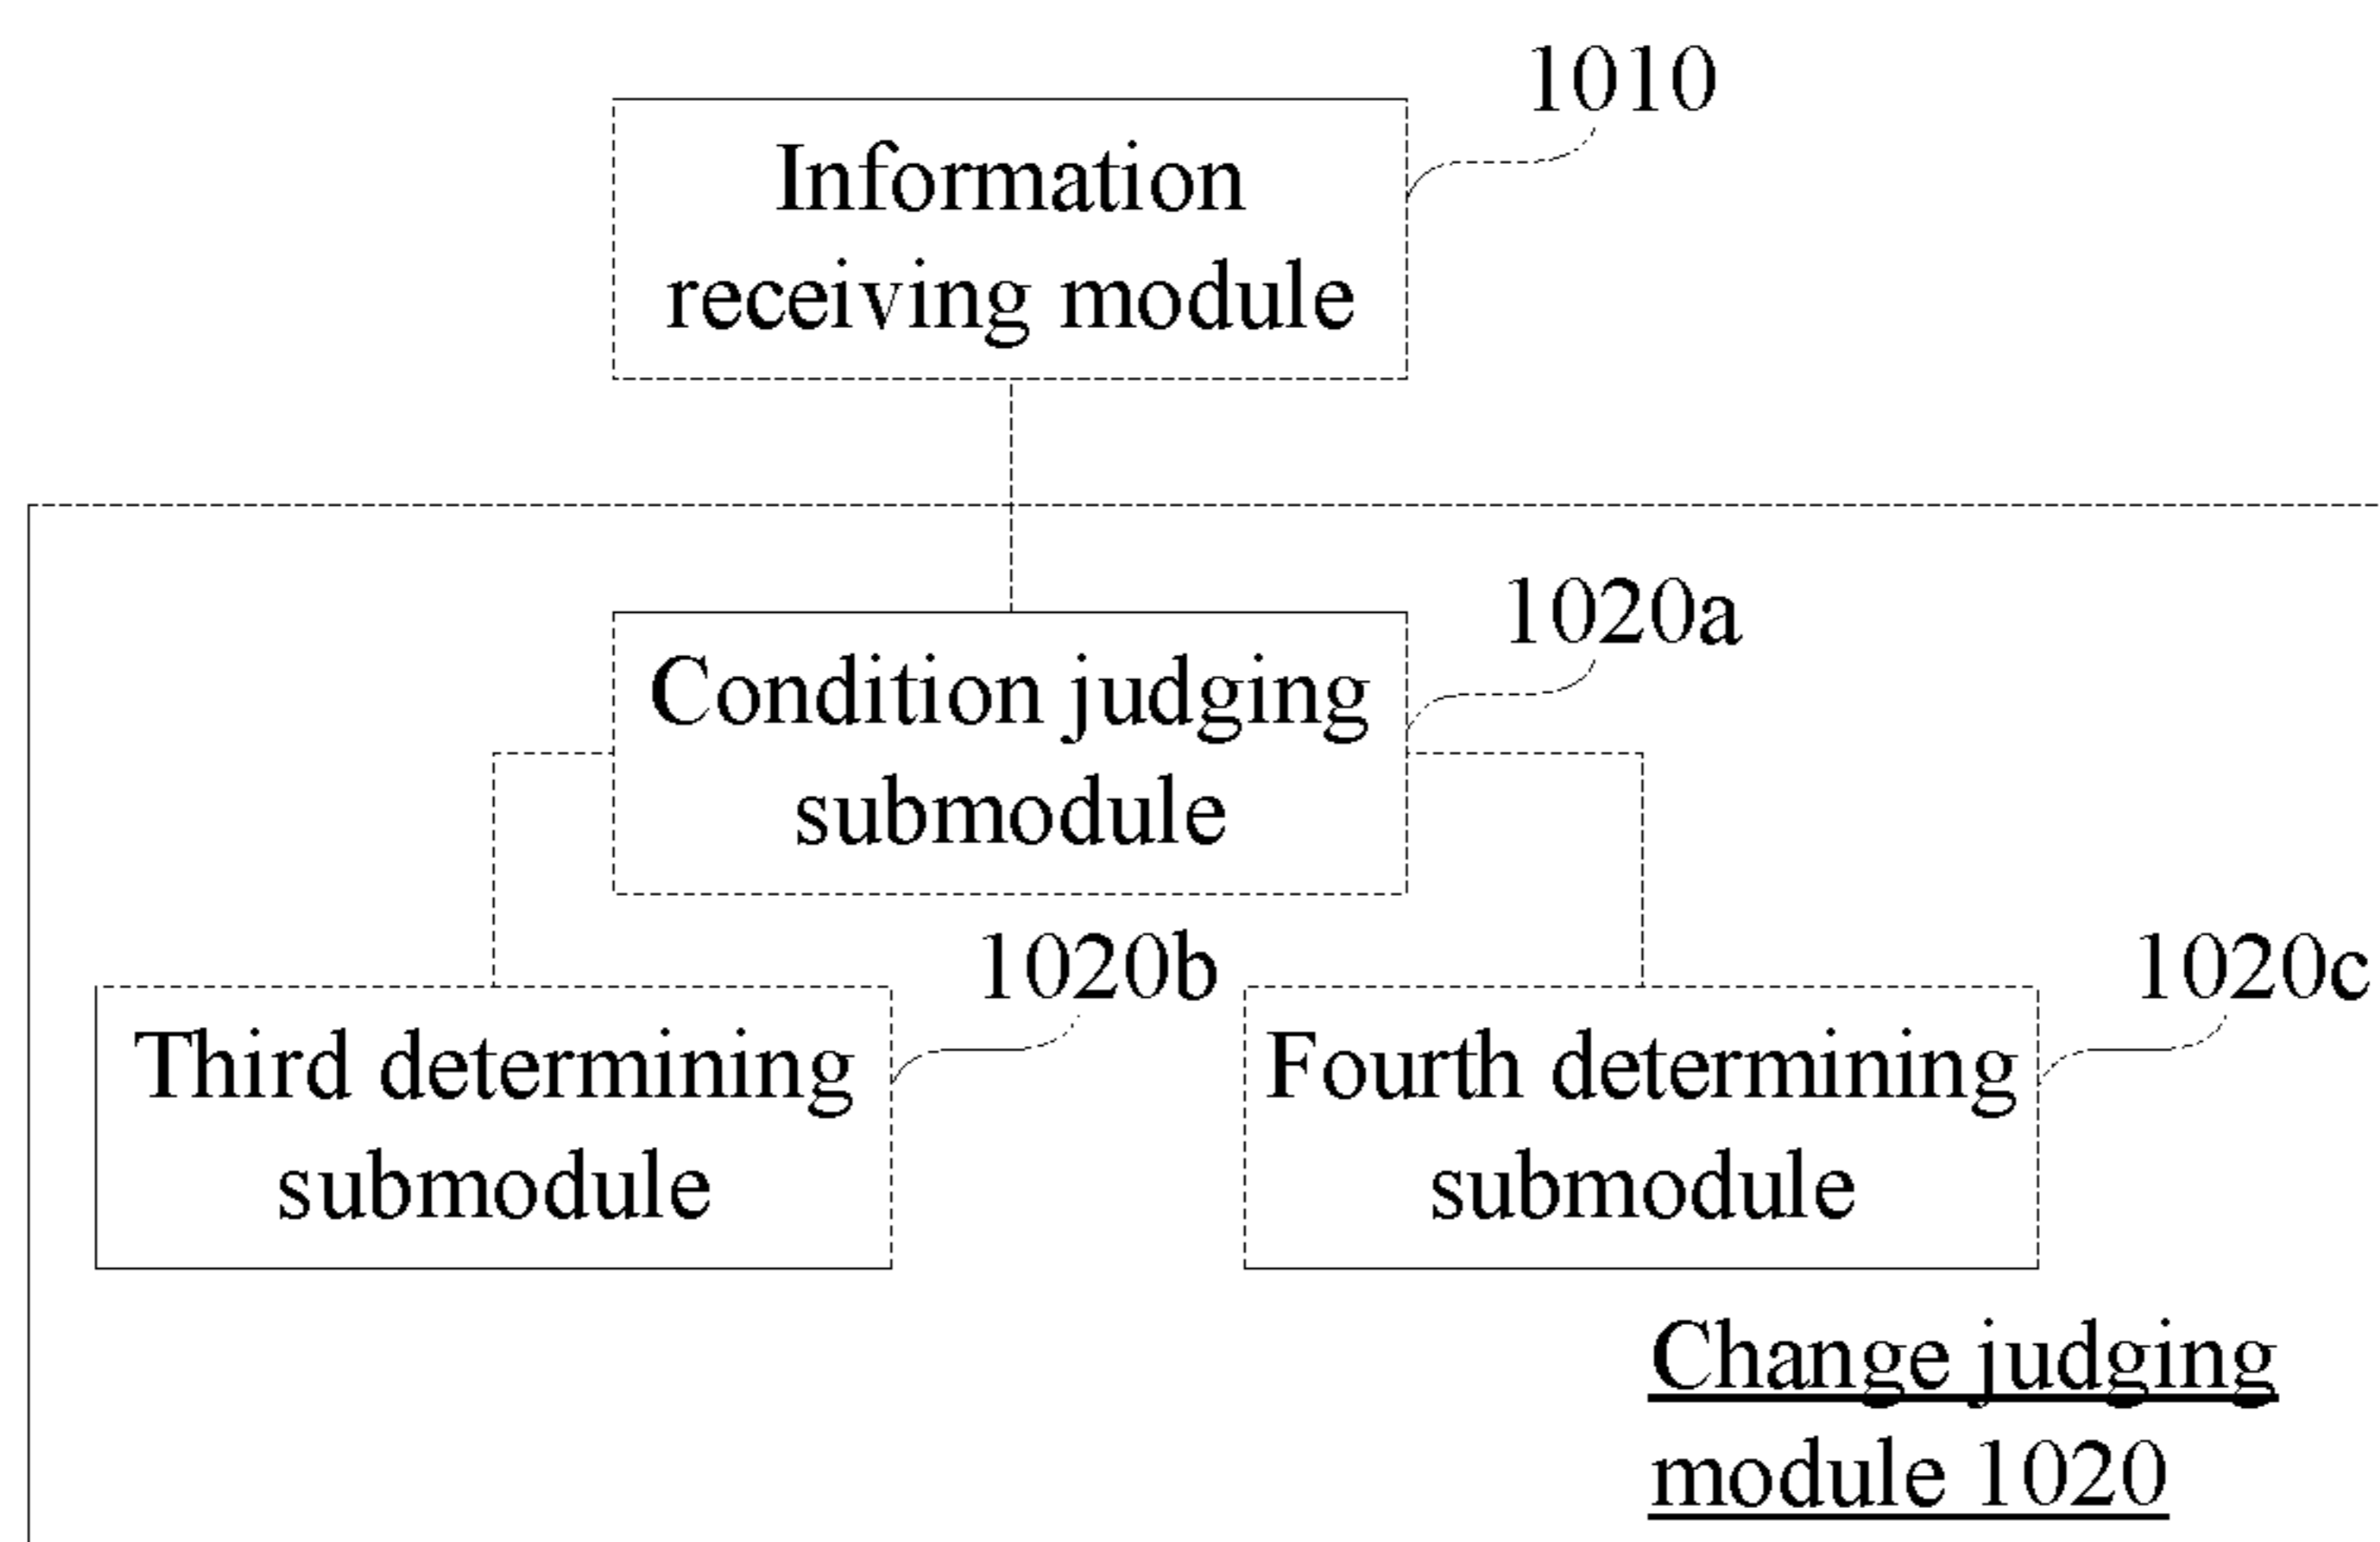 1010
Information
receiving module
1020a
Condition judging
submodule
1020b
1020c
Third determining
submodule
Fourth determining
submodule
Change judging
module 1020